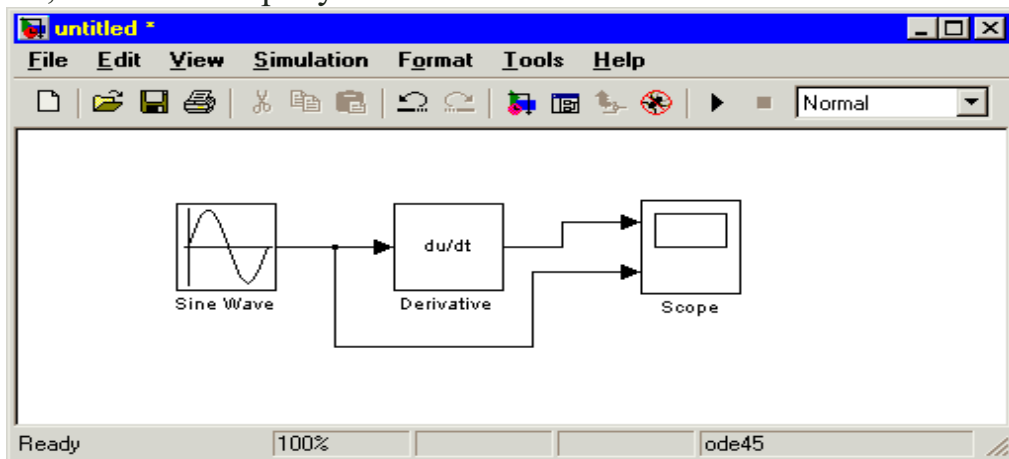 untitled *
File Edit View Simulation Format Tools Help
Normal
du/dt
Sine Wave Derivative Scope
Ready 100% ode45